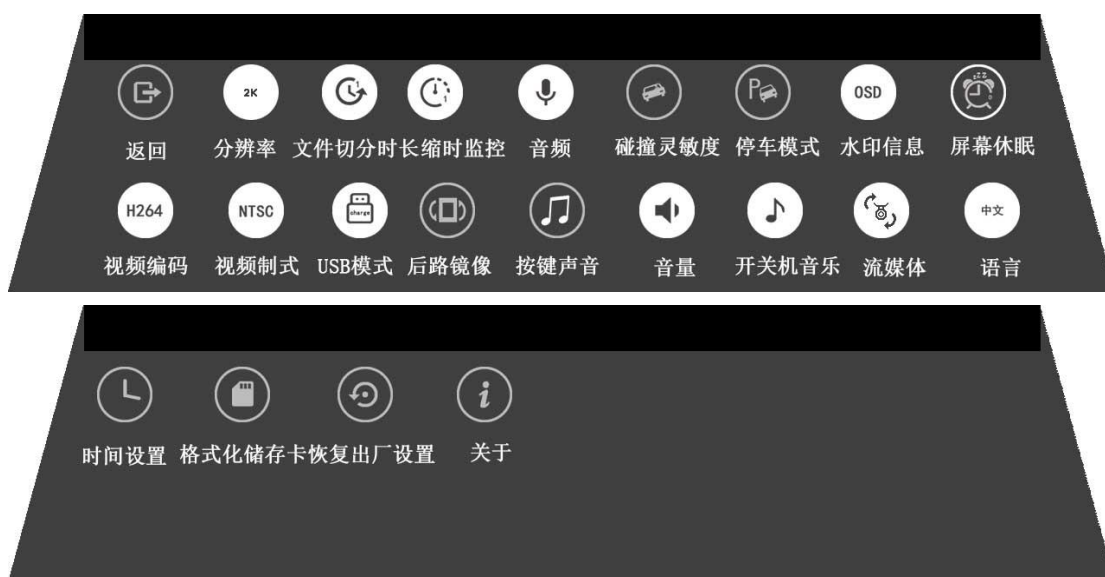 2K OSD
返回 分辨率 文件切分时长 缩时监控 音频 碰撞灵敏度 停车模式 水印信息 屏幕休眠
H264 NTSC charge 中文
视频编码 视频制式 USB模式 后路镜像 按键声音 音量 开关机音乐 流媒体 语言
时间设置 格式化储存卡 恢复出厂设置 关于